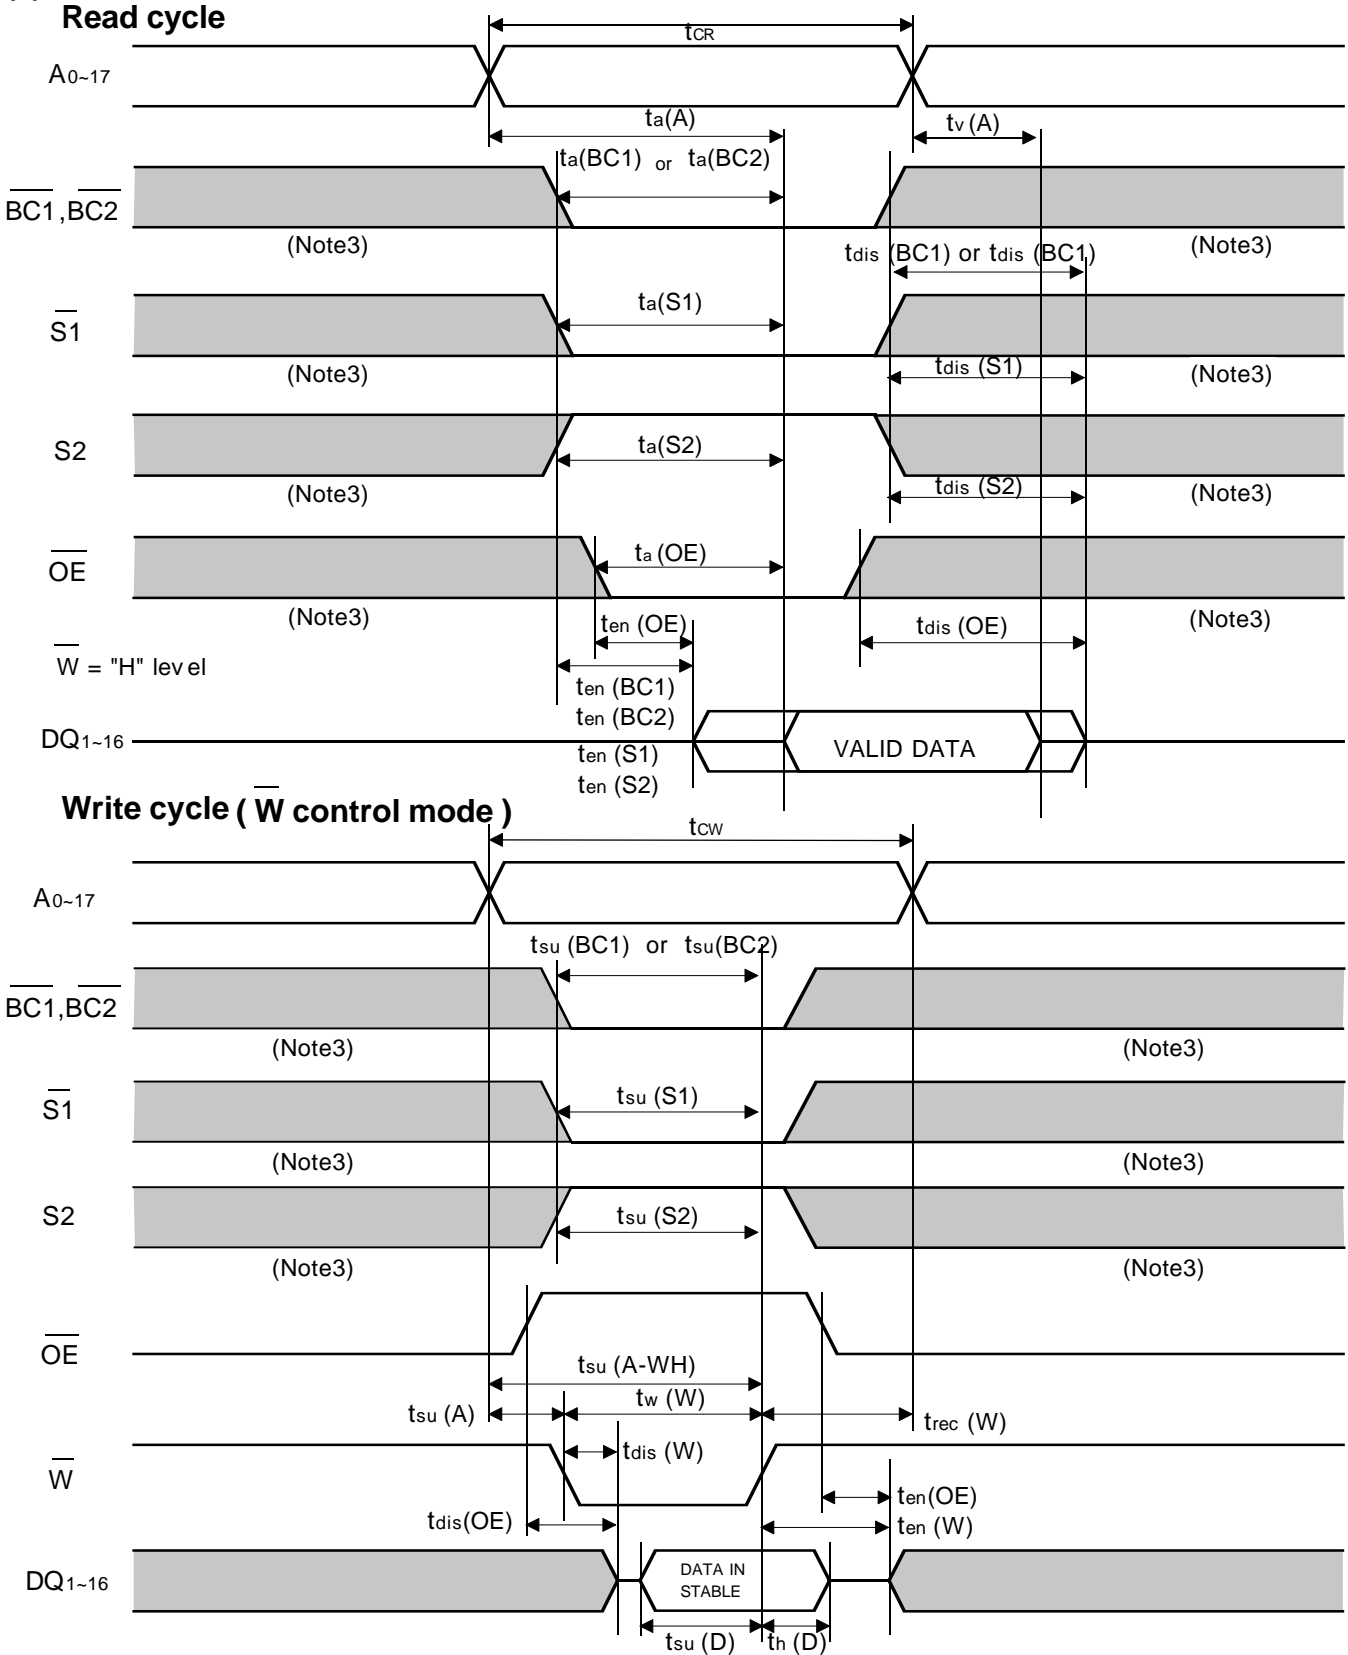 Read cycle
tCR
A0~17
ta(A)
tv (A)
ta(BC1) or ta(BC2)
BC1,BC2
(Note3)
(Note3)
tdis (BC1) or tdis (BC1)
ta(S1)
S1
(Note3)
tdis (S1)
(Note3)
S2
ta(S2)
(Note3)
tdis (S2)
(Note3)
OE
ta (OE)
(Note3)
ten (OE)
tdis (OE)
(Note3)
W = "H" level
ten (BC1)
ten (BC2)
DQ1~16
ten (S1)
VALID DATA
ten (S2)
Write cycle ( W control mode )
tCW
A0~17
tsu (BC1) or tsu(BC2)
BC1,BC2
(Note3)
(Note3)
S1
tsu (S1)
(Note3)
(Note3)
S2
tsu (S2)
(Note3)
(Note3)
OE
tsu (A-WH)
tsu (A)
tw (W)
trec (W)
W
tdis (W)
ten(OE)
tdis(OE)
ten (W)
DQ1~16
DATA IN
STABLE
tsu (D)
th (D)